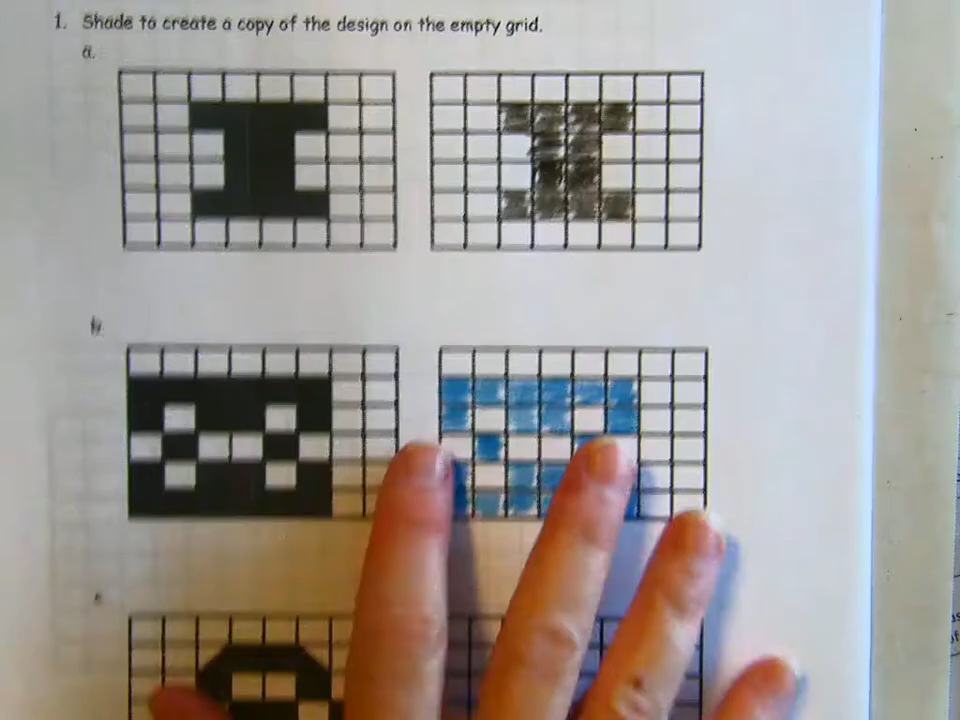 1. Shade to create a copy of the design on the empty grid.
a.
b.